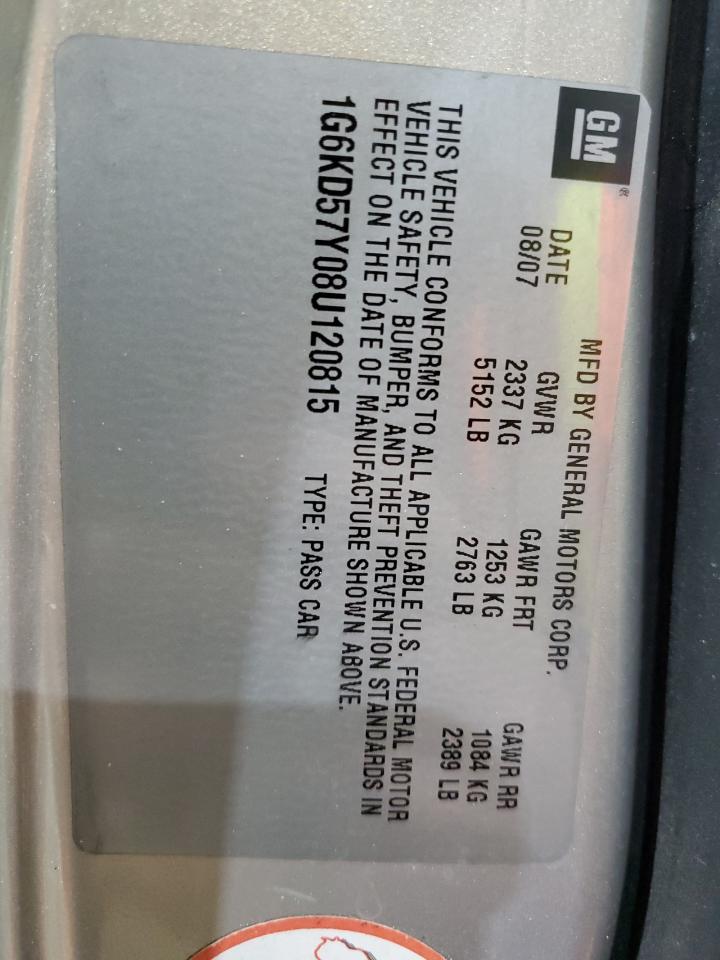 GM®
MFD BY GENERAL MOTORS CORP.
DATE GVWR GAWR FRT GAWR RR
08/07 2337 KG 1253 KG 1084 KG
5152 LB 2763 LB 2389 LB
THIS VEHICLE CONFORMS TO ALL APPLICABLE U.S. FEDERAL MOTOR
VEHICLE SAFETY, BUMPER, AND THEFT PREVENTION STANDARDS IN
EFFECT ON THE DATE OF MANUFACTURE SHOWN ABOVE.
1G6KD57Y08U120815 TYPE: PASS CAR